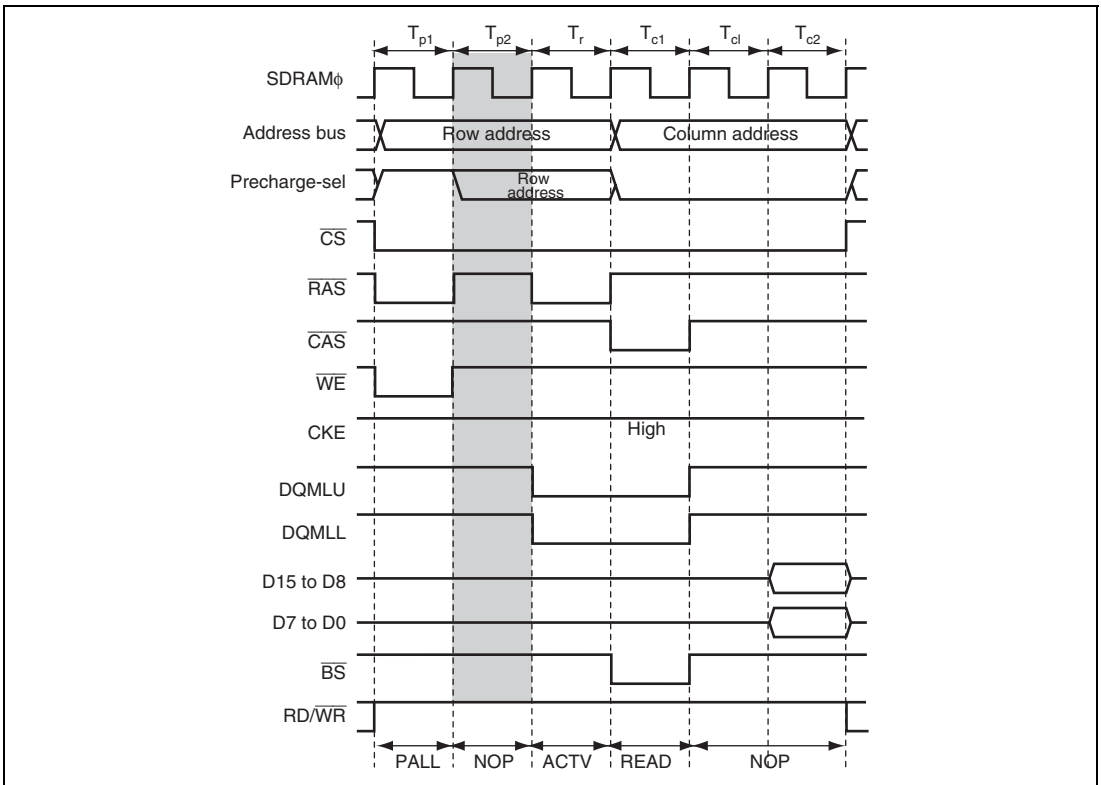 Tp1 Tp2 Tr Tc1 Tcl Tc2
SDRAMϕ
Address bus Row address Column address
Precharge-sel Row address
CS
RAS
CAS
WE
CKE High
DQMLU
DQMLL
D15 to D8
D7 to D0
BS
RD/WR
PALL NOP ACTV READ NOP